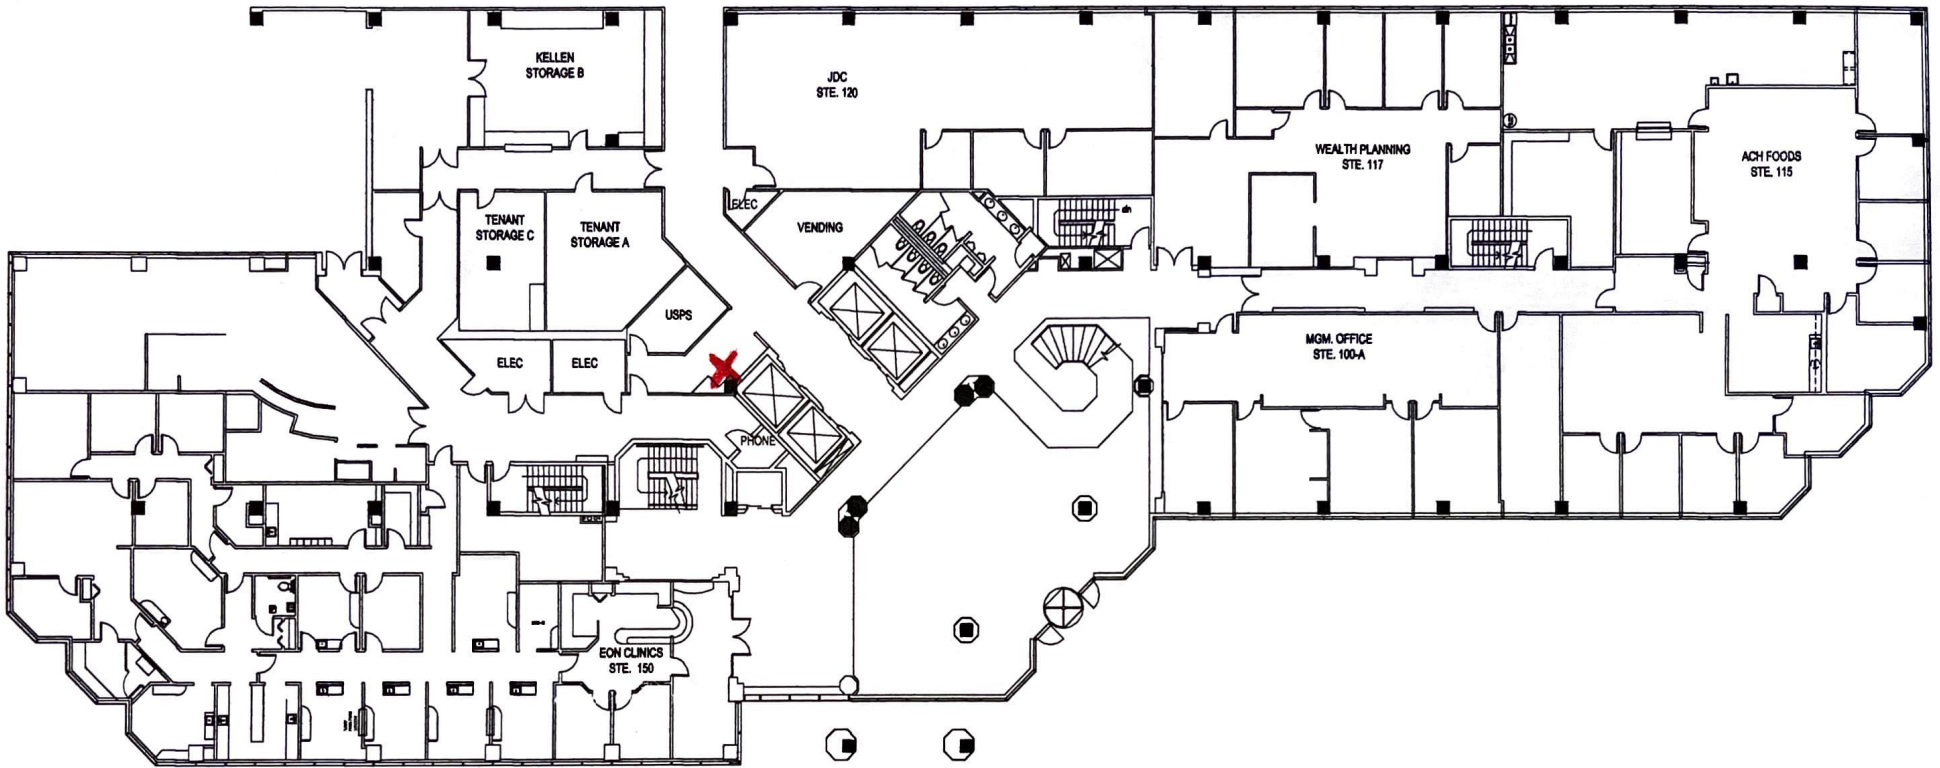 KELLEN
STORAGE B
JDC
STE. 120
WEALTH PLANNING
STE. 117
ACH FOODS
STE. 115
ELEC
VENDING
dn
TENANT
STORAGE C
TENANT
STORAGE A
USPS
ELEC
ELEC
MGM. OFFICE
STE. 100-A
PHONE
EON CLINICS
STE. 150